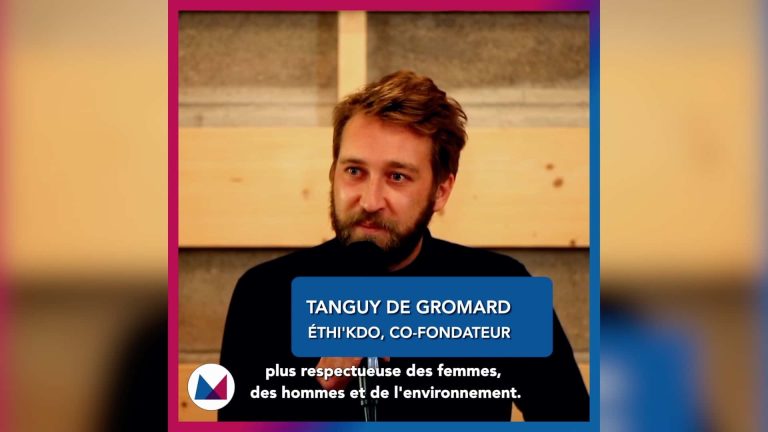 TANGUY DE GROMARD
ÉTHI'KDO, CO-FONDATEUR
plus respectueuse des femmes,
des hommes et de l'environnement.